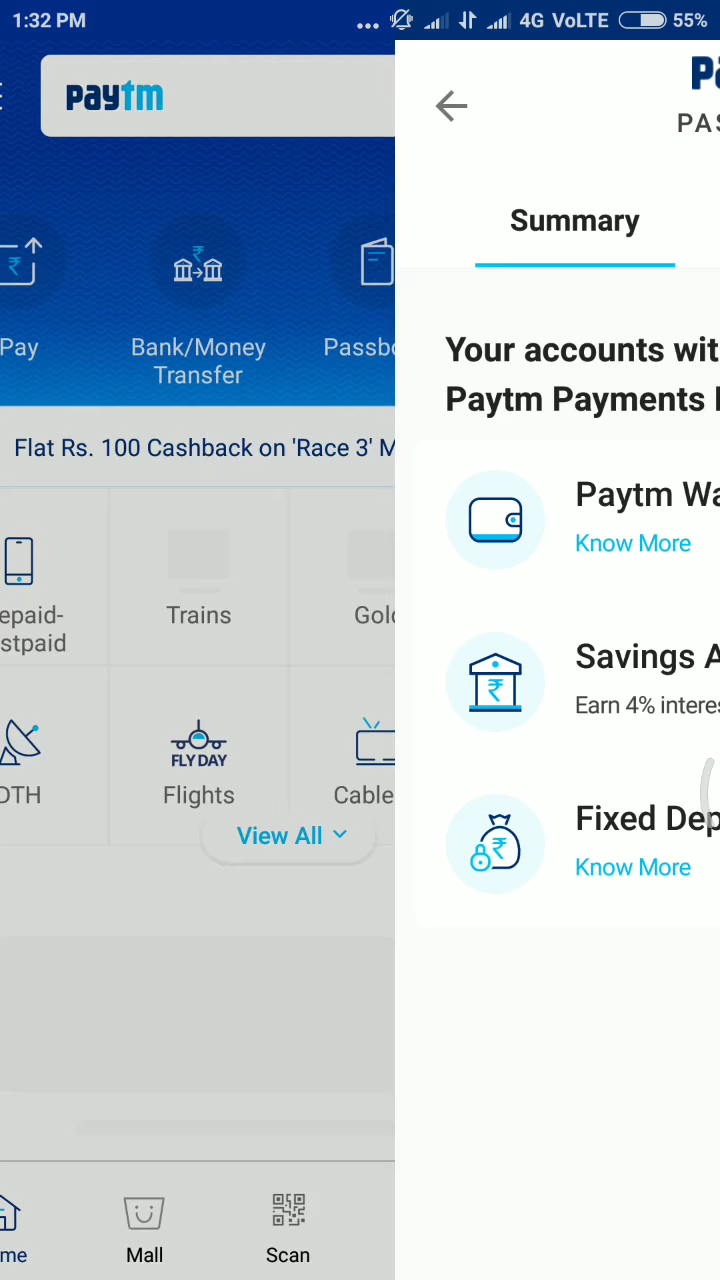 1:32 PM
4G VoLTE
55%
paytm
Pay
Bank/Money
Transfer
Passbo
Flat Rs. 100 Cashback on 'Race 3' M
epaid-
stpaid
Trains
Gold
DTH
FLY DAY
Flights
Cable
View All
me
Mall
Scan
Pa
PAS
Summary
Your accounts wit
Paytm Payments B
Paytm Wa
Know More
Savings A
Earn 4% interes
Fixed Dep
Know More